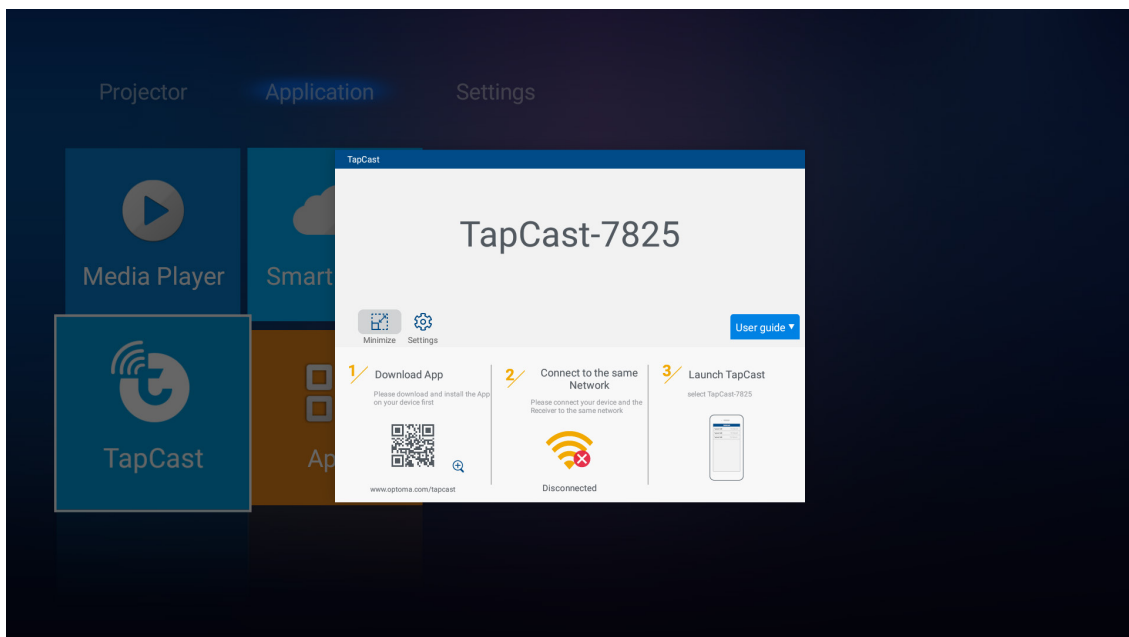 Projector
Application
Settings
TapCast
TapCast-7825
Media Player
Smart
Minimize
Settings
User guide
1
Download App
Please download and install the App
on your device first
www.optoma.com/tapcast
2
Connect to the same
Network
Please connect your device and the
Receiver to the same network
Disconnected
3
Launch TapCast
select TapCast-7825
TapCast
Ap